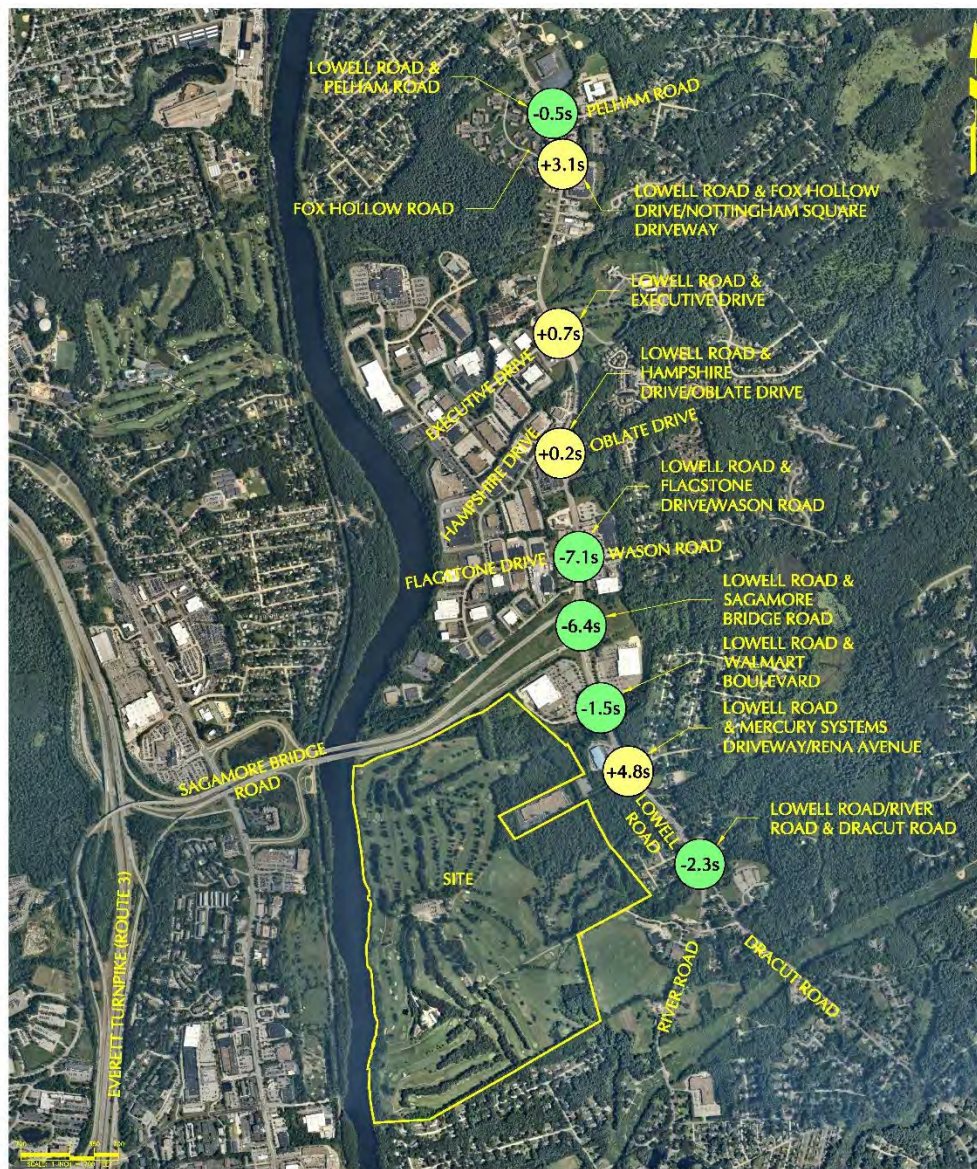 LOWELL ROAD &
PELHAM ROAD
-0.5s
PELHAM ROAD
+3.1s
FOX HOLLOW ROAD
LOWELL ROAD & FOX HOLLOW
DRIVE/NOTTINGHAM SQUARE
DRIVEWAY
LOWELL ROAD &
EXECUTIVE DRIVE
+0.7s
EXECUTIVE DRIVE
LOWELL ROAD &
HAMPSHIRE
DRIVE/OBLATE DRIVE
HAMPSHIRE DRIVE
+0.2s
OBLATE DRIVE
LOWELL ROAD &
FLAGSTONE
DRIVE/WASON ROAD
FLAGSTONE DRIVE
-7.1s
WASON ROAD
LOWELL ROAD &
SAGAMORE
BRIDGE ROAD
-6.4s
LOWELL ROAD &
WALMART
BOULEVARD
-1.5s
LOWELL ROAD
& MERCURY SYSTEMS
DRIVEWAY/RENA AVENUE
+4.8s
SAGAMORE BRIDGE
ROAD
LOWELL
ROAD
LOWELL ROAD/RIVER
ROAD & DRACUT ROAD
-2.3s
SITE
EVERETT TURNPIKE (ROUTE 3)
RIVER ROAD
DRACUT ROAD